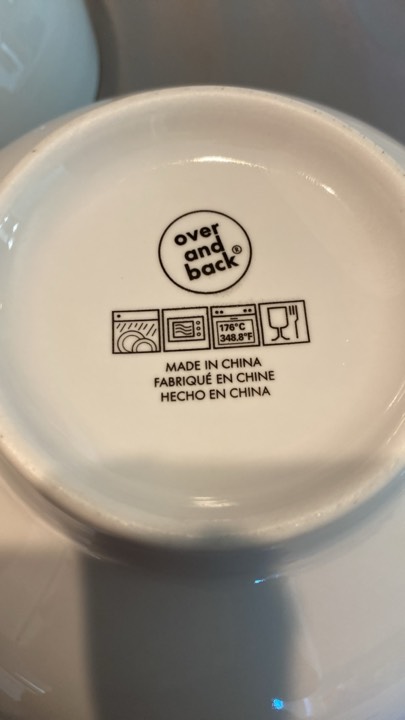 over
and
back®
176°C
348.8°F
MADE IN CHINA
FABRIQUÉ EN CHINE
HECHO EN CHINA